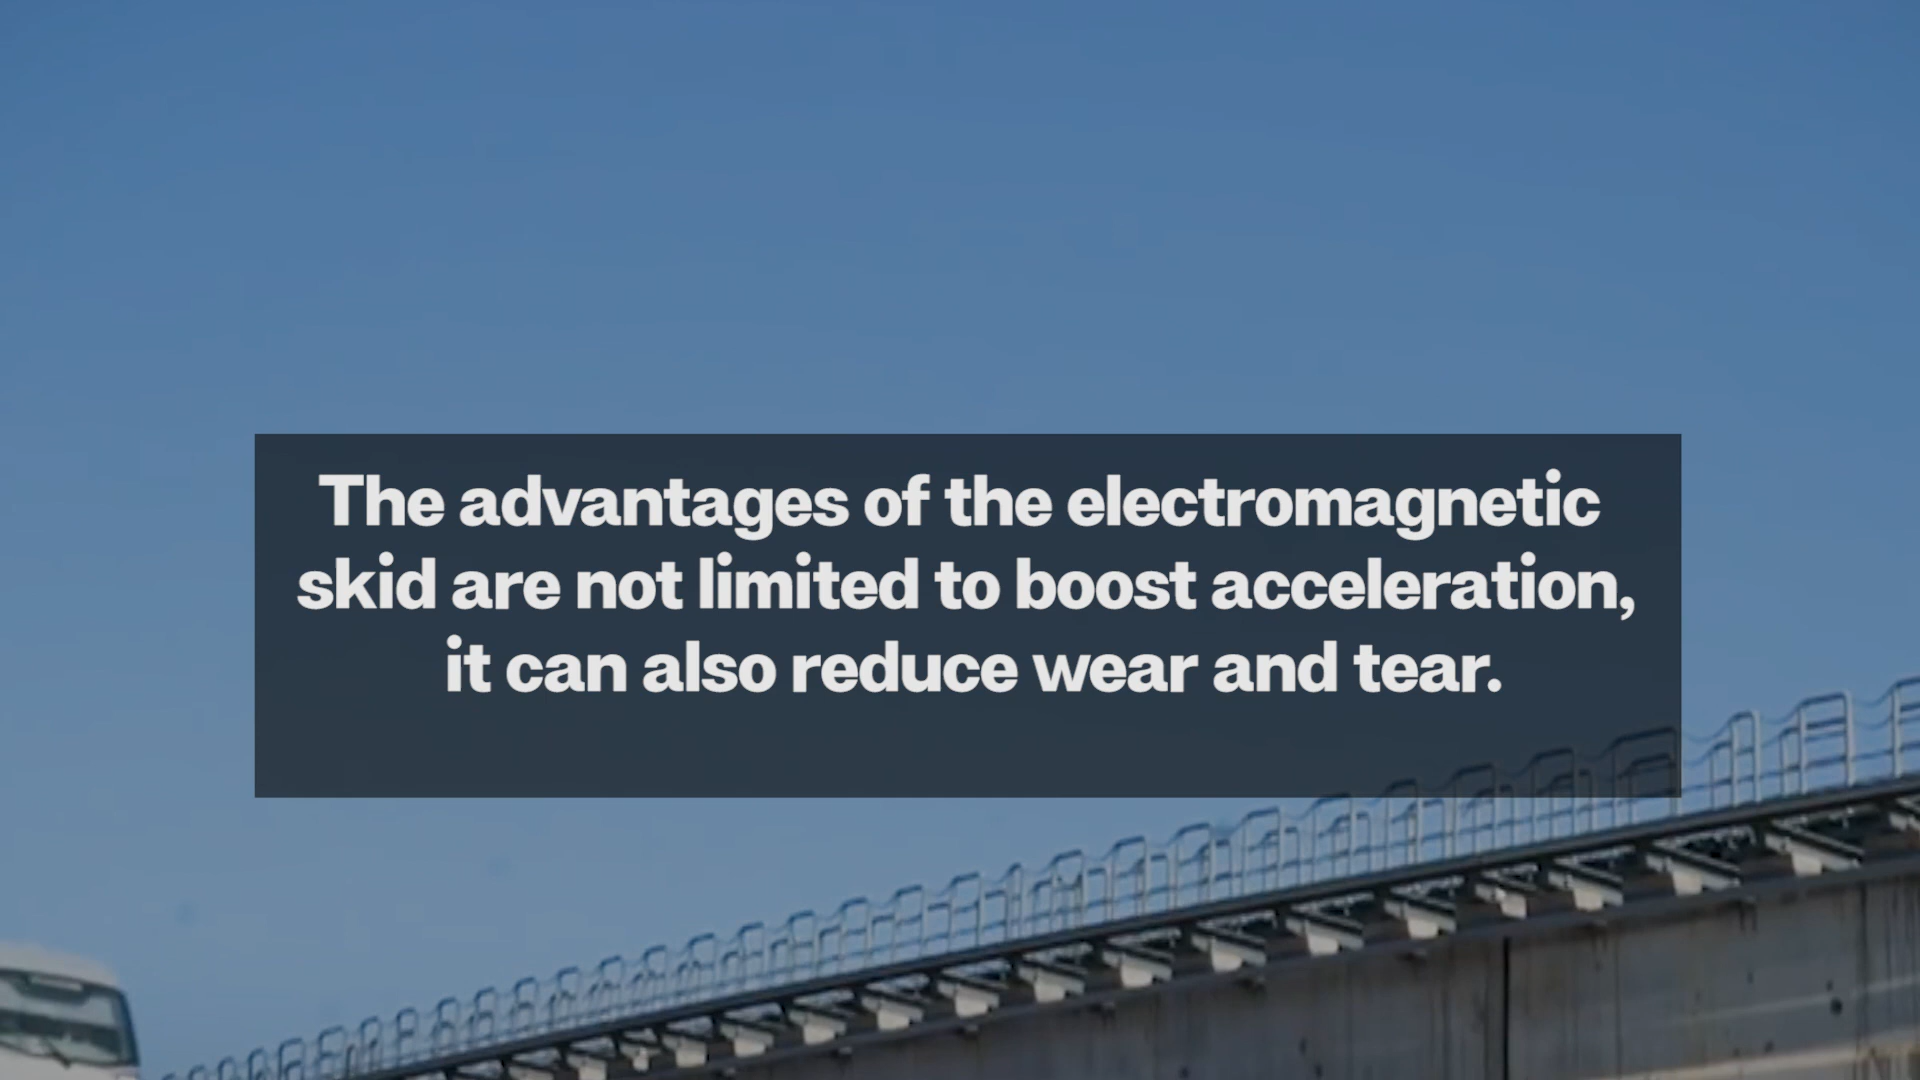 The advantages of the electromagnetic
skid are not limited to boost acceleration,
it can also reduce wear and tear.